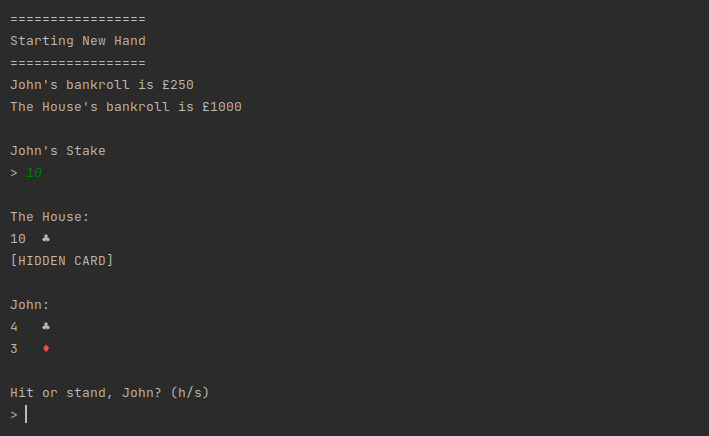 =================
Starting New Hand
=================
John's bankroll is £250
The House's bankroll is £1000
John's Stake
> 10
The House:
10 ♣
[HIDDEN CARD]
John:
4 ♣
3 ♦
Hit or stand, John? (h/s)
>